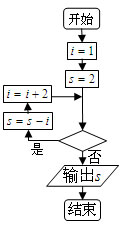 开始
i=1
s=2
i=i+2
s=s-i
是
否
输出s
结束